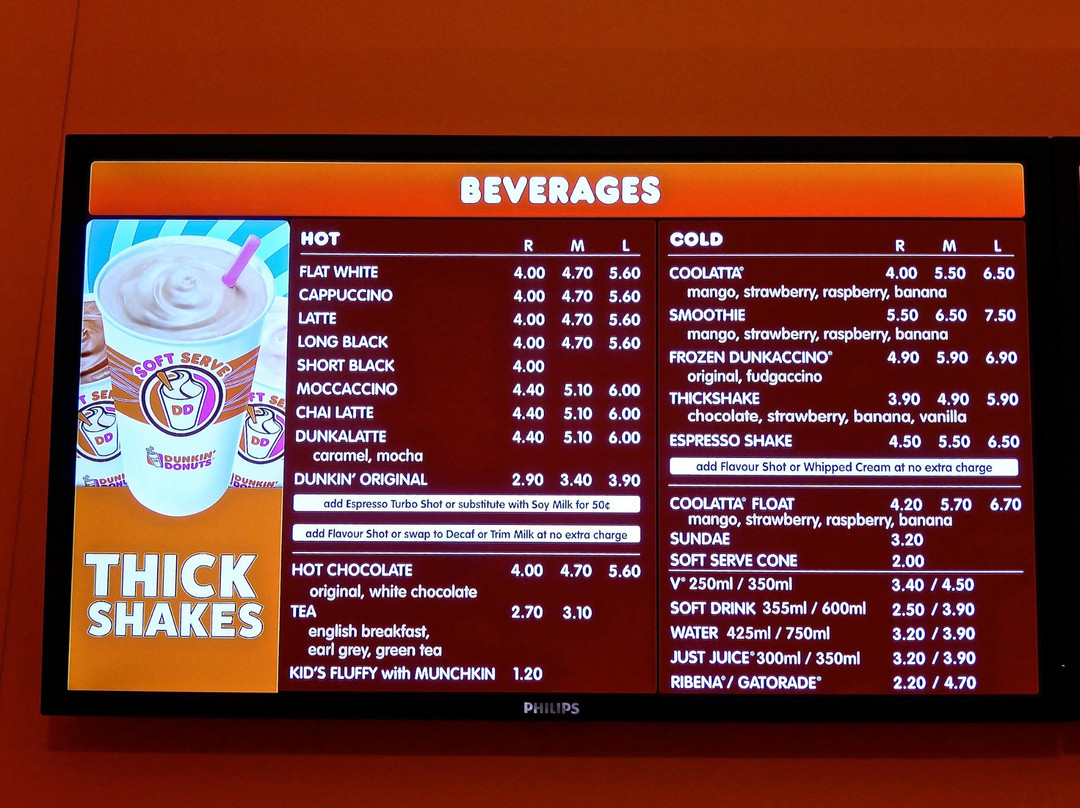 BEVERAGES
SOFT SERVE
DD
DUNKIN'
DONUTS
THICK
SHAKES
HOT R M L
FLAT WHITE 4.00 4.70 5.60
CAPPUCCINO 4.00 4.70 5.60
LATTE 4.00 4.70 5.60
LONG BLACK 4.00 4.70 5.60
SHORT BLACK 4.00
MOCCACCINO 4.40 5.10 6.00
CHAI LATTE 4.40 5.10 6.00
DUNKALATTE 4.40 5.10 6.00
caramel, mocha
DUNKIN' ORIGINAL 2.90 3.40 3.90
add Espresso Turbo Shot or substitute with Soy Milk for 50¢
add Flavour Shot or swap to Decaf or Trim Milk at no extra charge
HOT CHOCOLATE 4.00 4.70 5.60
original, white chocolate
TEA 2.70 3.10
english breakfast,
earl grey, green tea
KID'S FLUFFY with MUNCHKIN 1.20
COLD R M L
COOLATTA® 4.00 5.50 6.50
mango, strawberry, raspberry, banana
SMOOTHIE 5.50 6.50 7.50
mango, strawberry, raspberry, banana
FROZEN DUNKACCINO® 4.90 5.90 6.90
original, fudgaccino
THICKSHAKE 3.90 4.90 5.90
chocolate, strawberry, banana, vanilla
ESPRESSO SHAKE 4.50 5.50 6.50
add Flavour Shot or Whipped Cream at no extra charge
COOLATTA® FLOAT 4.20 5.70 6.70
mango, strawberry, raspberry, banana
SUNDAE 3.20
SOFT SERVE CONE 2.00
V® 250ml / 350ml 3.40 / 4.50
SOFT DRINK 355ml / 600ml 2.50 / 3.90
WATER 425ml / 750ml 3.20 / 3.90
JUST JUICE® 300ml / 350ml 3.20 / 3.90
RIBENA® / GATORADE® 2.20 / 4.70
PHILIPS